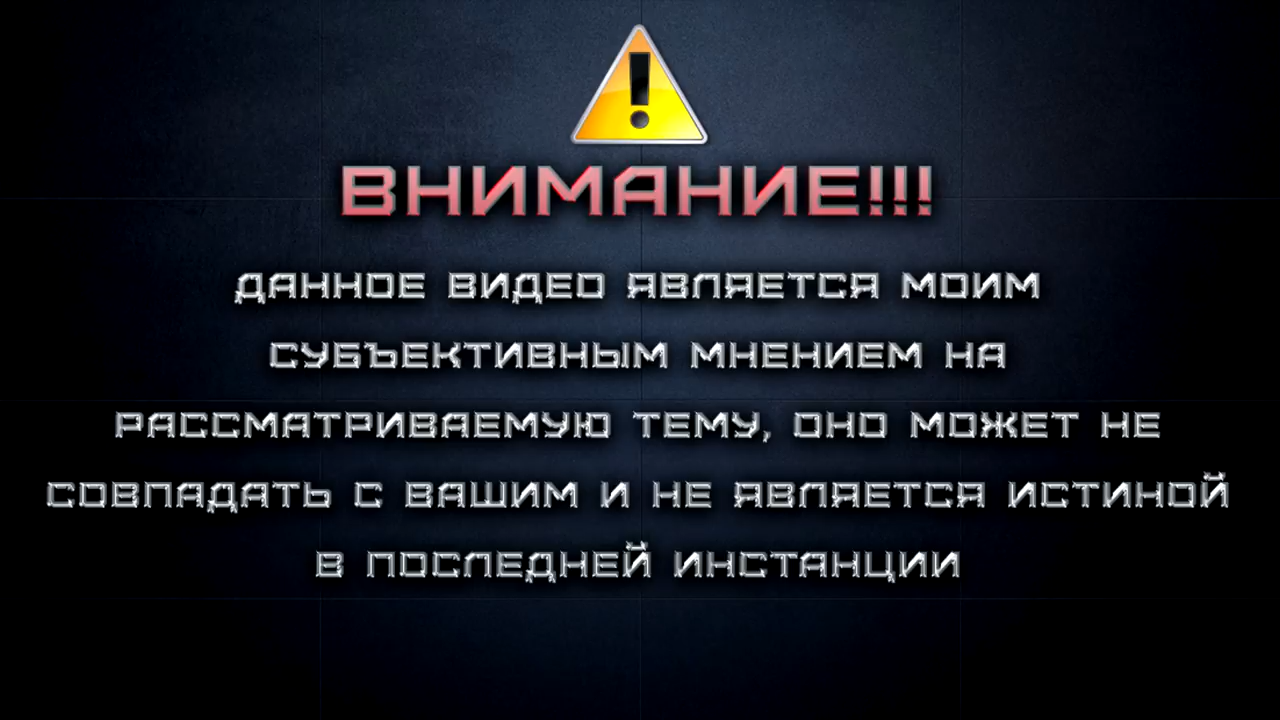 ВНИМАНИЕ!!!
ДАННОЕ ВИДЕО ЯВЛЯЕТСЯ МОИМ
СУБЪЕКТИВНЫМ МНЕНИЕМ НА
РАССМАТРИВАЕМУЮ ТЕМУ, ОНО МОЖЕТ НЕ
СОВПАДАТЬ С ВАШИМ И НЕ ЯВЛЯЕТСЯ ИСТИНОЙ
В ПОСЛЕДНЕЙ ИНСТАНЦИИ